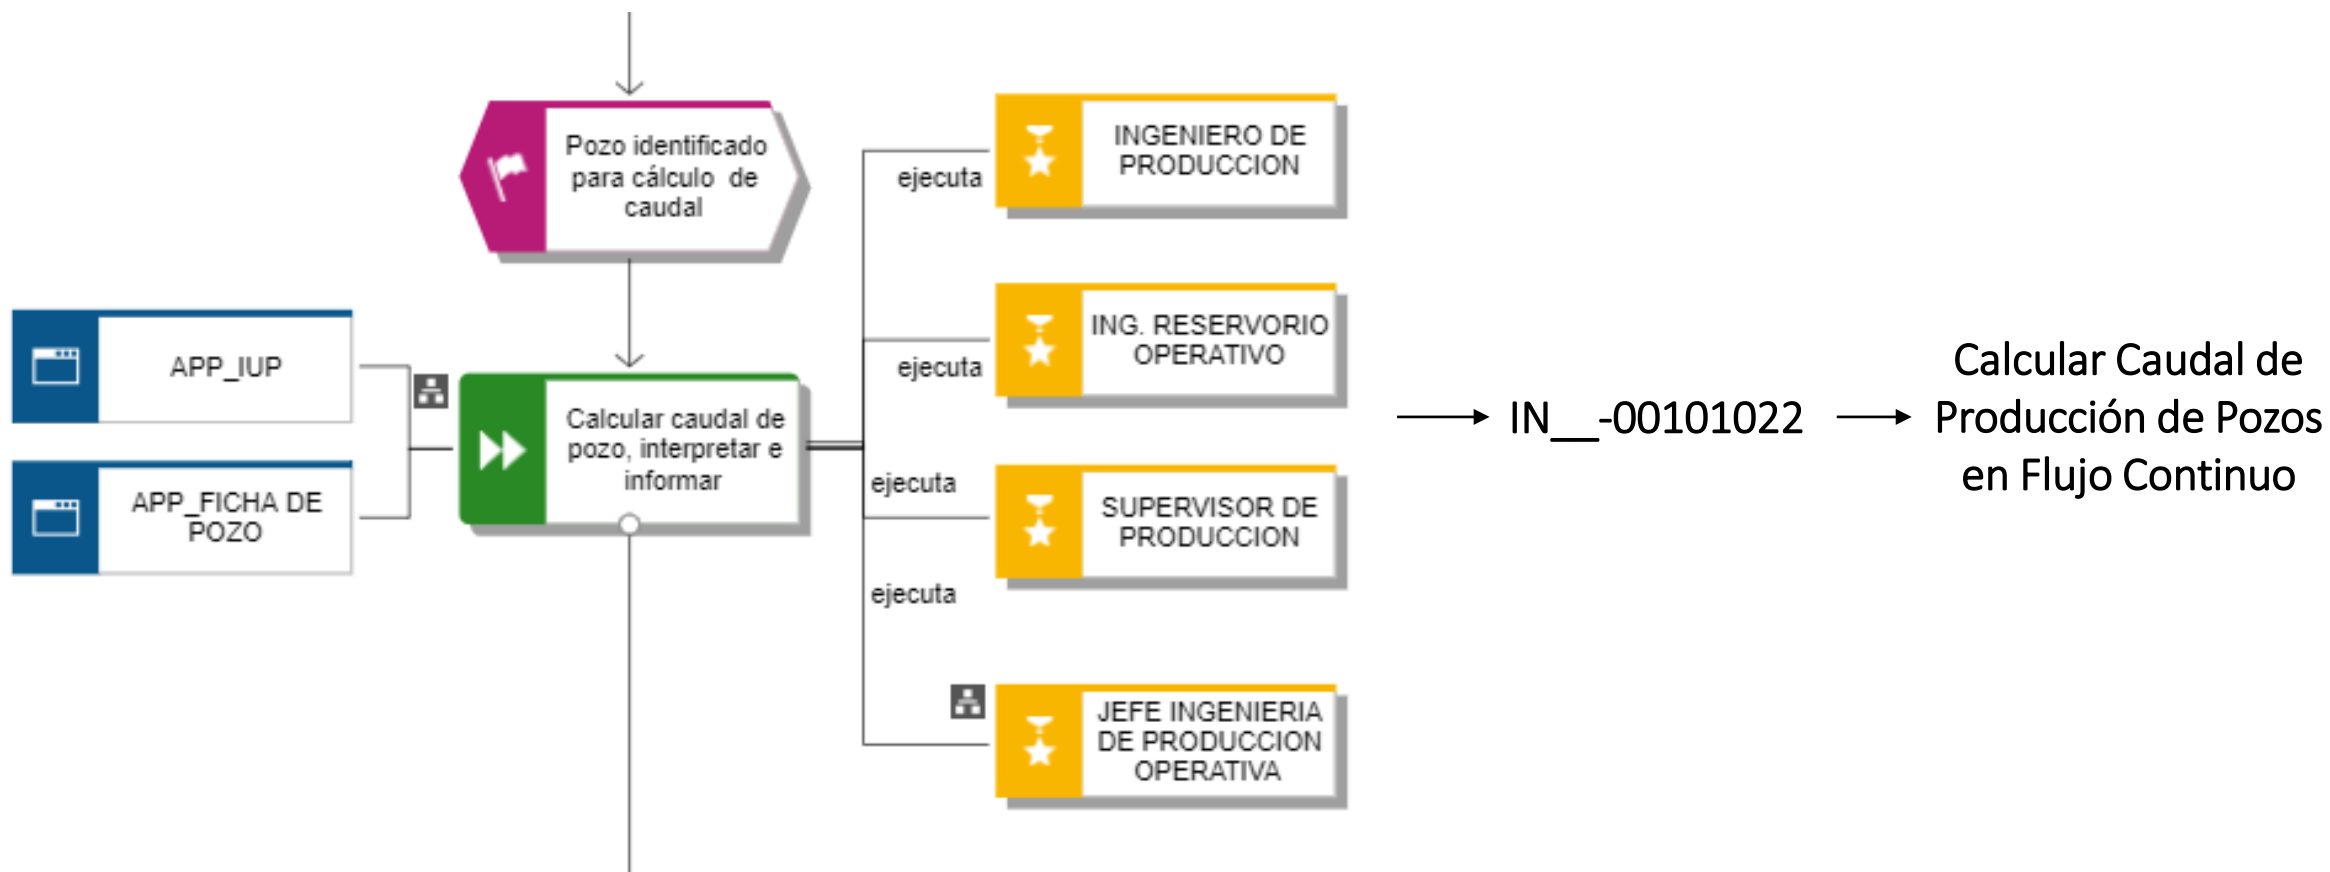 Pozo identificado
para cálculo de
caudal
APP_IUP
APP_FICHA DE
POZO
Calcular caudal de
pozo, interpretar e
informar
ejecuta
INGENIERO DE
PRODUCCION
ejecuta
ING. RESERVORIO
OPERATIVO
ejecuta
SUPERVISOR DE
PRODUCCION
ejecuta
JEFE INGENIERIA
DE PRODUCCION
OPERATIVA
IN__-00101022
Calcular Caudal de
Producción de Pozos
en Flujo Continuo